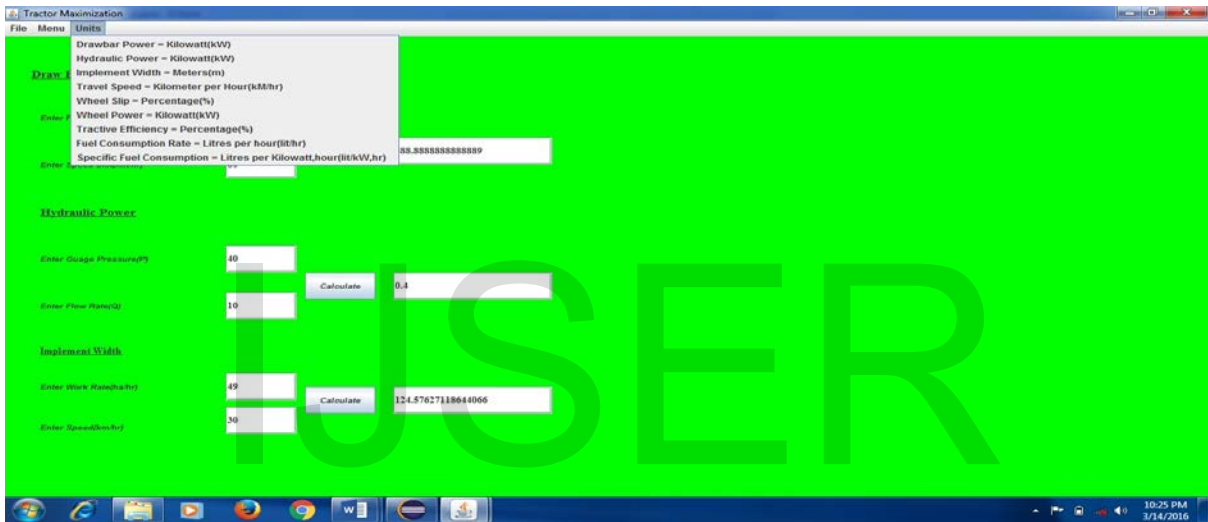 Tractor Maximization
File Menu Units
Drawbar Power = Kilowatt(kW)
Hydraulic Power = Kilowatt(kW)
Implement Width = Meters(m)
Travel Speed = Kilometer per Hour(kM/hr)
Wheel Slip = Percentage(%)
Wheel Power = Kilowatt(kW)
Tractive Efficiency = Percentage(%)
Fuel Consumption Rate = Litres per hour(lit/hr)
Specific Fuel Consumption = Litres per Kilowatt,hour(lit/kW,hr)
Draw
Enter
88.8888888888889
Enter
Hydraulic Power
Enter Guage Pressure(P)
40
Calculate
0.4
Enter Flow Rate(Q)
10
Implement Width
Enter Work Rate(ha/hr)
49
Calculate
124.57627118644066
Enter Speed(km/hr)
30
IJSER
W
10:25 PM
3/14/2016